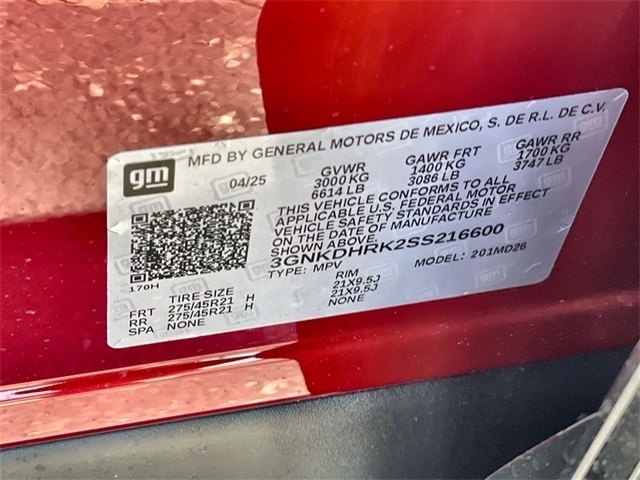 gm
MFD BY GENERAL MOTORS DE MEXICO, S. DE R.L. DE C.V.
04/25
GVWR GAWR FRT GAWR RR
3000 KG 1400 KG 1700 KG
6614 LB 3086 LB 3747 LB
THIS VEHICLE CONFORMS TO ALL
APPLICABLE U.S. FEDERAL MOTOR
VEHICLE SAFETY STANDARDS IN EFFECT
ON THE DATE OF MANUFACTURE
SHOWN ABOVE.
3GNKDHRK2SS216600
TYPE: MPV MODEL: 201MD26
170H
TIRE SIZE RIM
FRT 275/45R21 H 21X9.5J
RR 275/45R21 H 21X9.5J
SPA NONE NONE